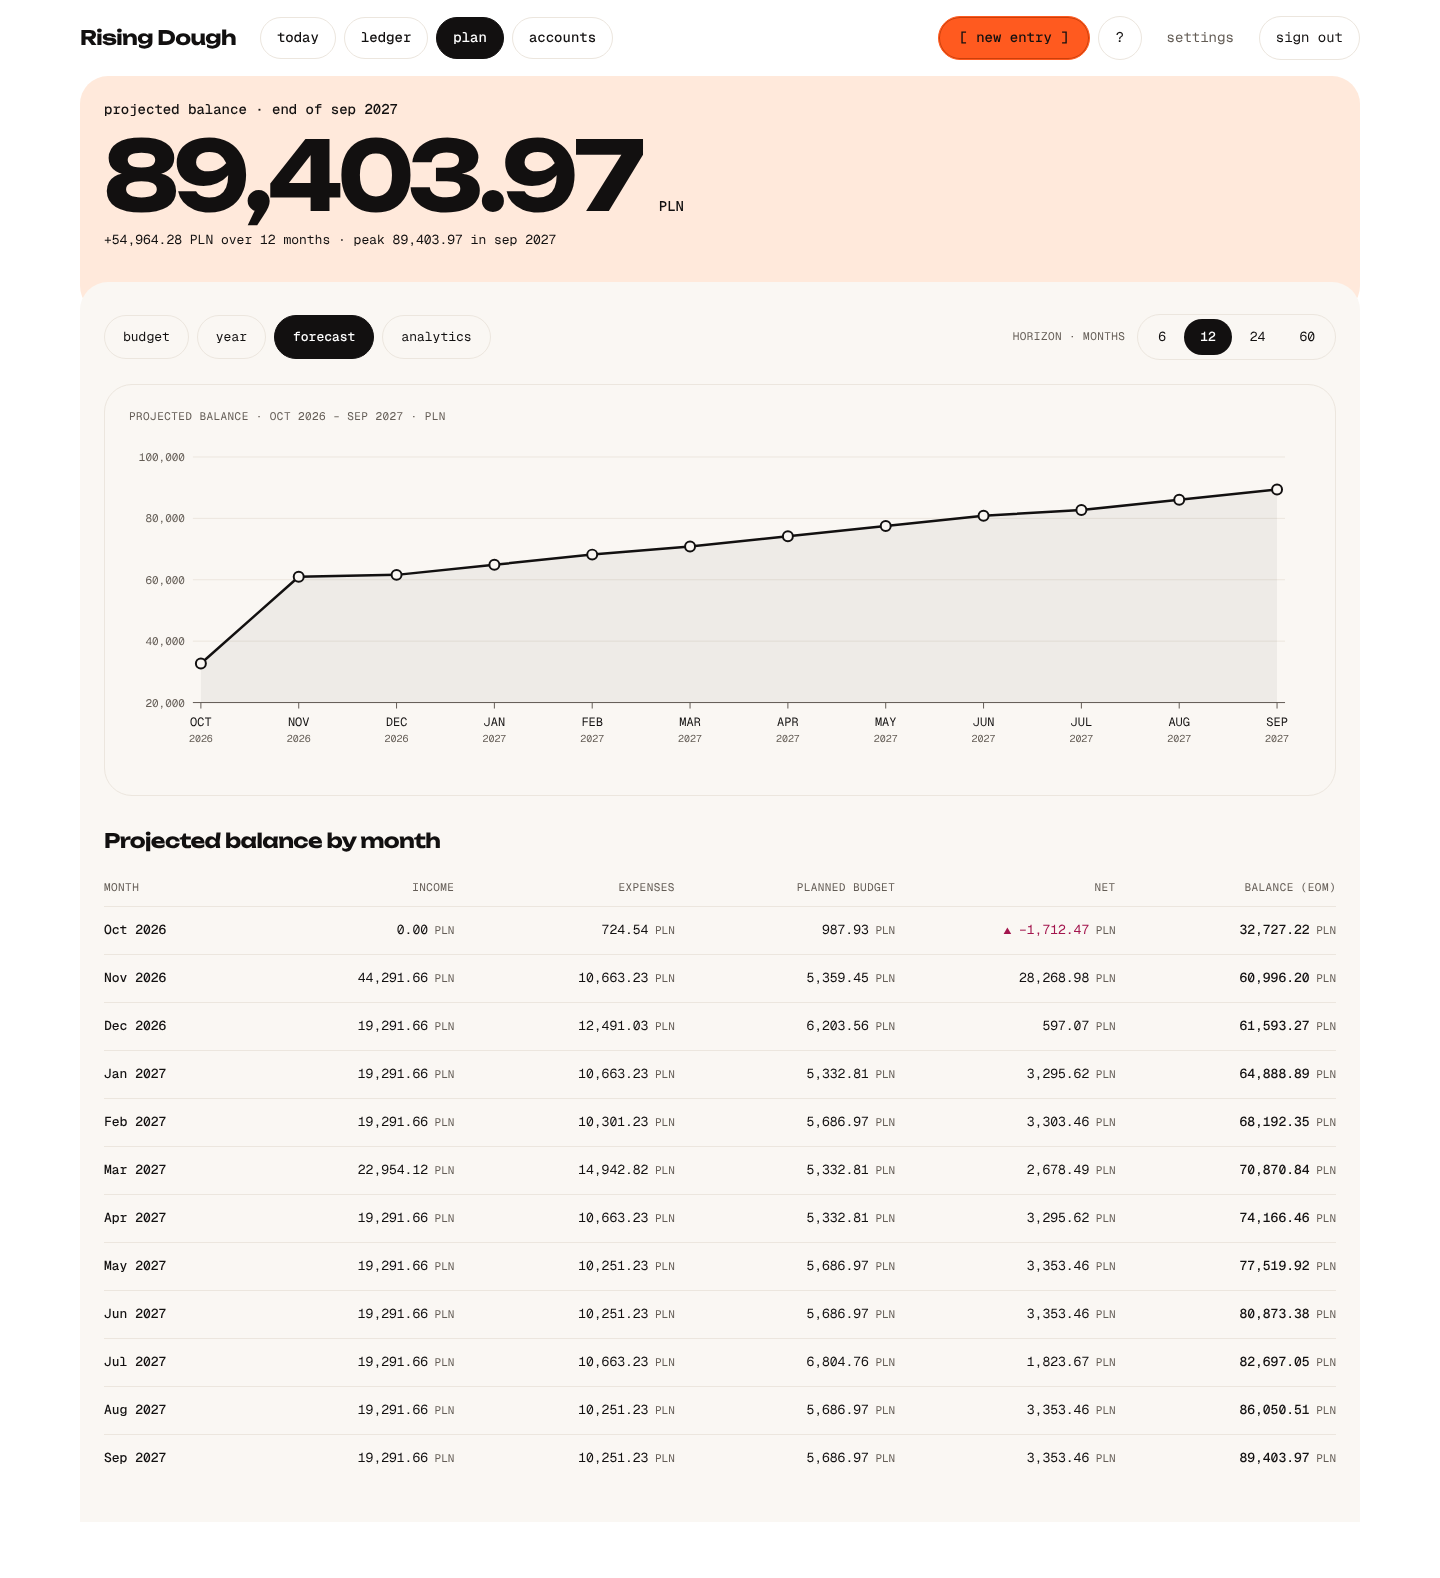 Rising Dough today ledger plan accounts [ new entry ] ? settings sign out
projected balance · end of sep 2027
89,403.97 PLN
+54,964.28 PLN over 12 months · peak 89,403.97 in sep 2027
budget year forecast analytics HORIZON · MONTHS 6 12 24 60
PROJECTED BALANCE · OCT 2026 – SEP 2027 · PLN
100,000
80,000
60,000
40,000
20,000
OCT NOV DEC JAN FEB MAR APR MAY JUN JUL AUG SEP
2026 2026 2026 2027 2027 2027 2027 2027 2027 2027 2027 2027
Projected balance by month
MONTH INCOME EXPENSES PLANNED BUDGET NET BALANCE (EOM)
Oct 2026 0.00 PLN 724.54 PLN 987.93 PLN ▲ −1,712.47 PLN 32,727.22 PLN
Nov 2026 44,291.66 PLN 10,663.23 PLN 5,359.45 PLN 28,268.98 PLN 60,996.20 PLN
Dec 2026 19,291.66 PLN 12,491.03 PLN 6,203.56 PLN 597.07 PLN 61,593.27 PLN
Jan 2027 19,291.66 PLN 10,663.23 PLN 5,332.81 PLN 3,295.62 PLN 64,888.89 PLN
Feb 2027 19,291.66 PLN 10,301.23 PLN 5,686.97 PLN 3,303.46 PLN 68,192.35 PLN
Mar 2027 22,954.12 PLN 14,942.82 PLN 5,332.81 PLN 2,678.49 PLN 70,870.84 PLN
Apr 2027 19,291.66 PLN 10,663.23 PLN 5,332.81 PLN 3,295.62 PLN 74,166.46 PLN
May 2027 19,291.66 PLN 10,251.23 PLN 5,686.97 PLN 3,353.46 PLN 77,519.92 PLN
Jun 2027 19,291.66 PLN 10,251.23 PLN 5,686.97 PLN 3,353.46 PLN 80,873.38 PLN
Jul 2027 19,291.66 PLN 10,663.23 PLN 6,804.76 PLN 1,823.67 PLN 82,697.05 PLN
Aug 2027 19,291.66 PLN 10,251.23 PLN 5,686.97 PLN 3,353.46 PLN 86,050.51 PLN
Sep 2027 19,291.66 PLN 10,251.23 PLN 5,686.97 PLN 3,353.46 PLN 89,403.97 PLN